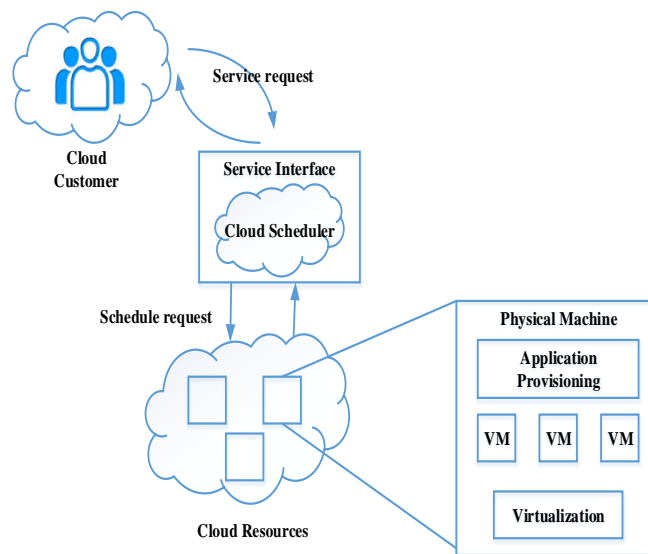 Service request
Cloud
Customer
Service Interface
Cloud Scheduler
Schedule request
Cloud Resources
Physical Machine
Application
Provisioning
VM VM VM
Virtualization